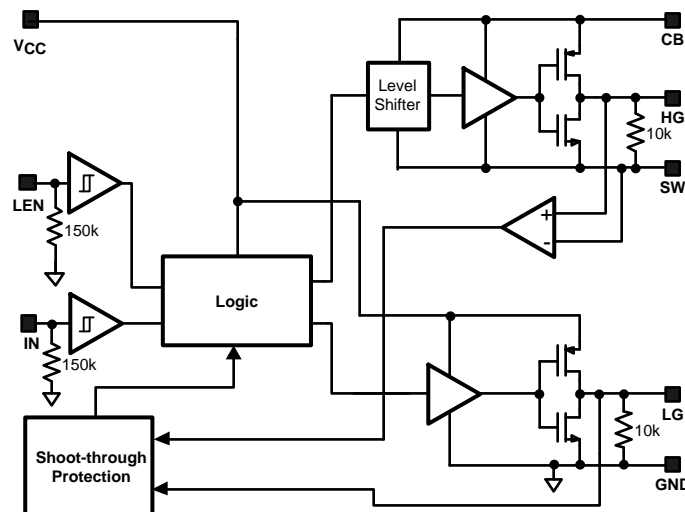 VCC
CB
Level
Shifter
HG
10k
SW
LEN
150k
+
-
Logic
IN
150k
LG
10k
Shoot-through
Protection
GND